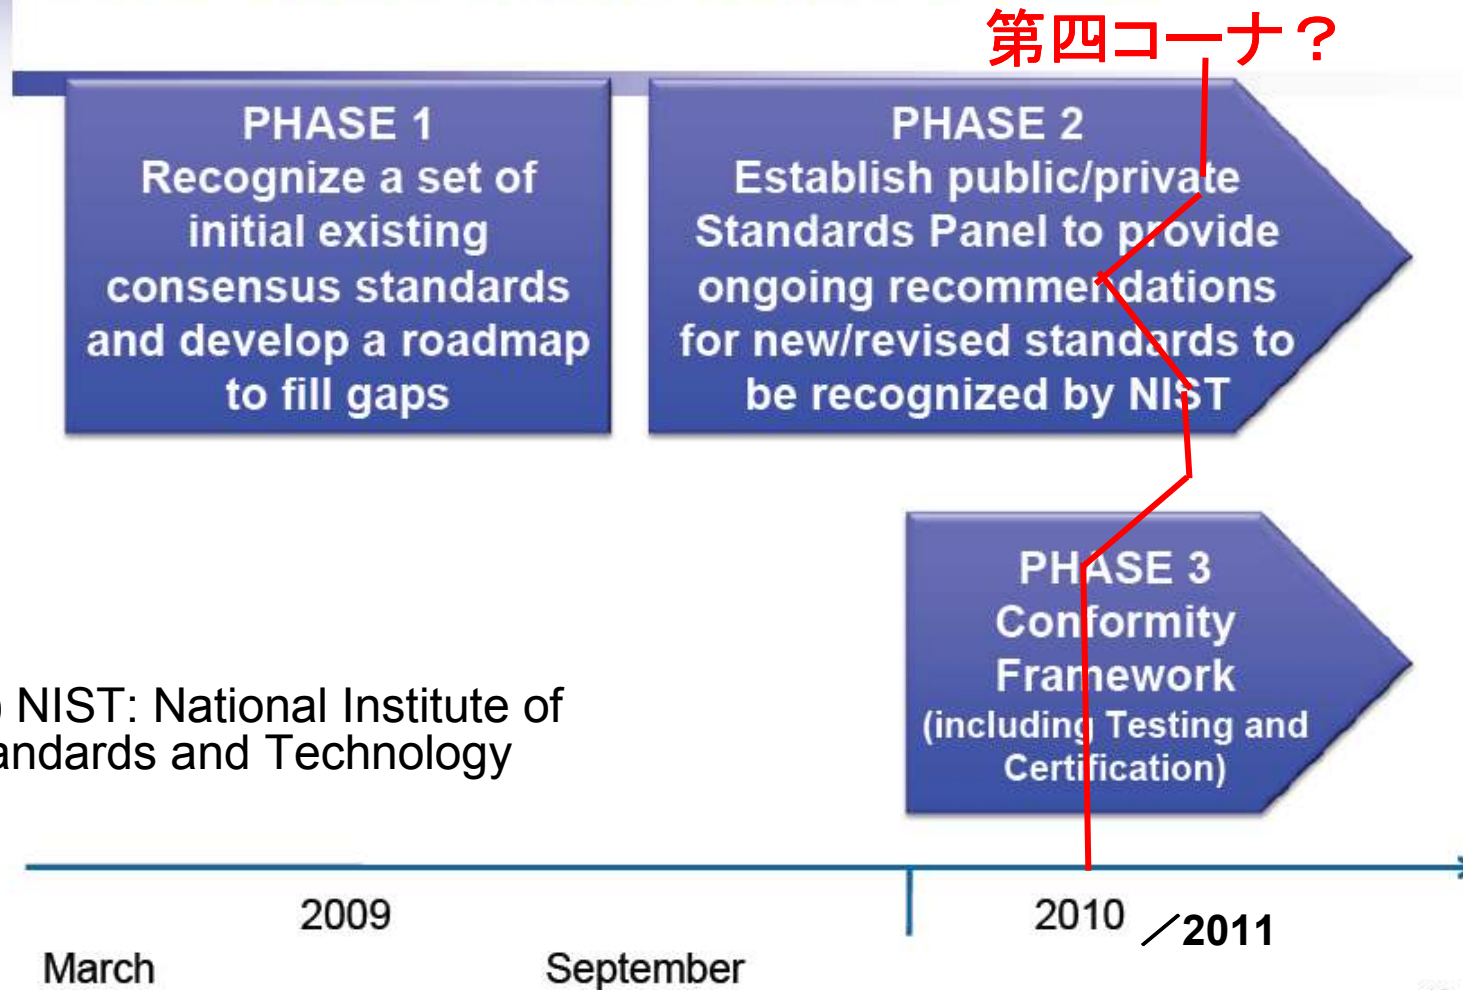 第四コーナ？
PHASE 1
Recognize a set of
initial existing
consensus standards
and develop a roadmap
to fill gaps
PHASE 2
Establish public/private
Standards Panel to provide
ongoing recommendations
for new/revised standards to
be recognized by NIST
PHASE 3
Conformity
Framework
(including Testing and
Certification)
) NIST: National Institute of
andards and Technology
2009
2010
／2011
March
September